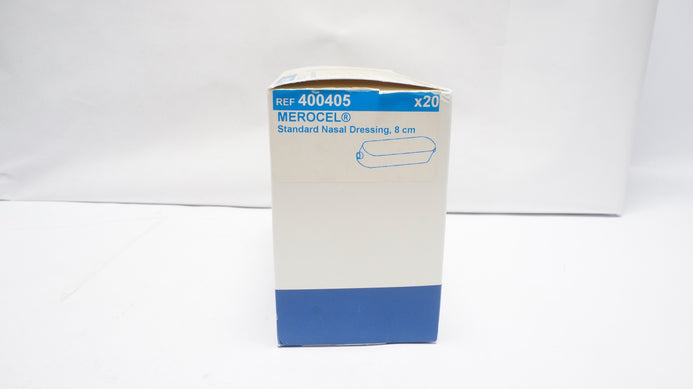 REF 400405 x20
MEROCEL®
Standard Nasal Dressing, 8 cm